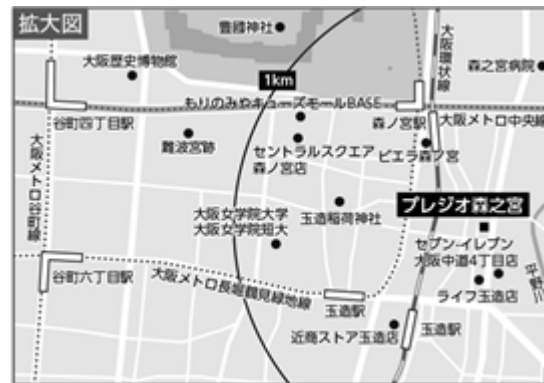 拡大図
豊國神社
大阪歴史博物館
1km
大阪環状線
森之宮病院
もりのみやキューズモールBASE
谷町四丁目駅
森ノ宮駅
大阪メトロ中央線
難波宮跡
セントラルスクエア
森ノ宮店
ビエラ森ノ宮
大阪メトロ谷町線
大阪女学院大学
大阪女学院短大
玉造稲荷神社
プレジオ森之宮
セブン-イレブン
大阪中道4丁目店
谷町六丁目駅
大阪メトロ長堀鶴見緑地線
ライフ玉造店
平野川
玉造駅
近商ストア玉造店
玉造駅